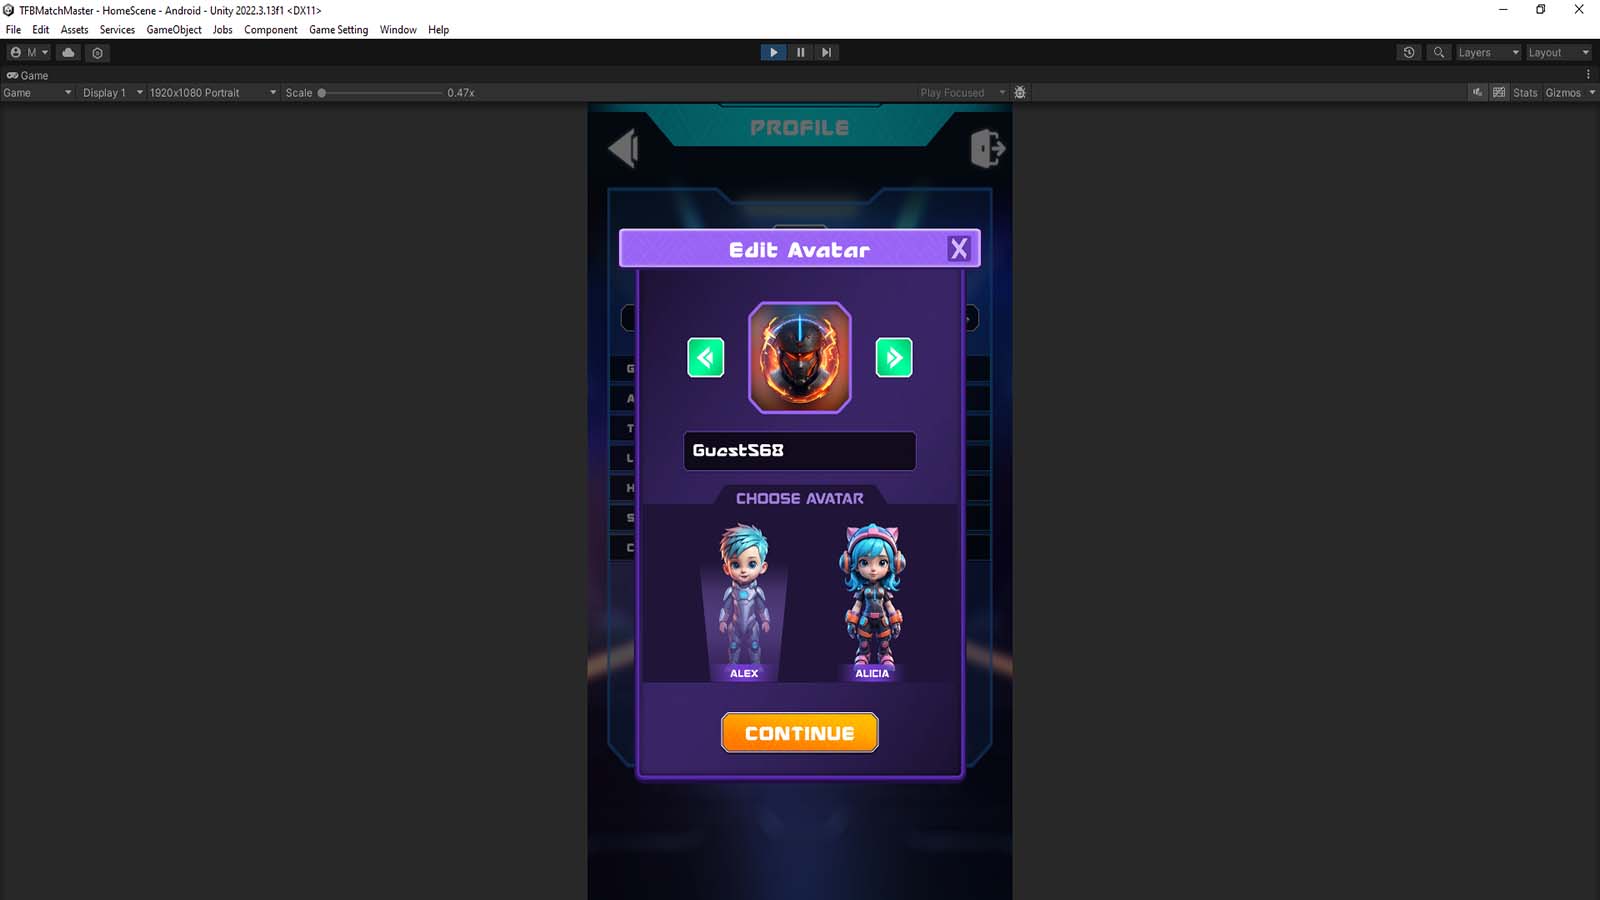 TFBMatchMaster - HomeScene - Android - Unity 2022.3.13f1 <DX11>
File Edit Assets Services GameObject Jobs Component Game Setting Window Help
M Layers Layout
Game
Game Display 1 1920x1080 Portrait Scale 0.47x Play Focused Stats Gizmos
PROFILE
Edit Avatar X
Guest568
CHOOSE AVATAR
ALEX ALICIA
CONTINUE
G
A
T
L
H
S
C